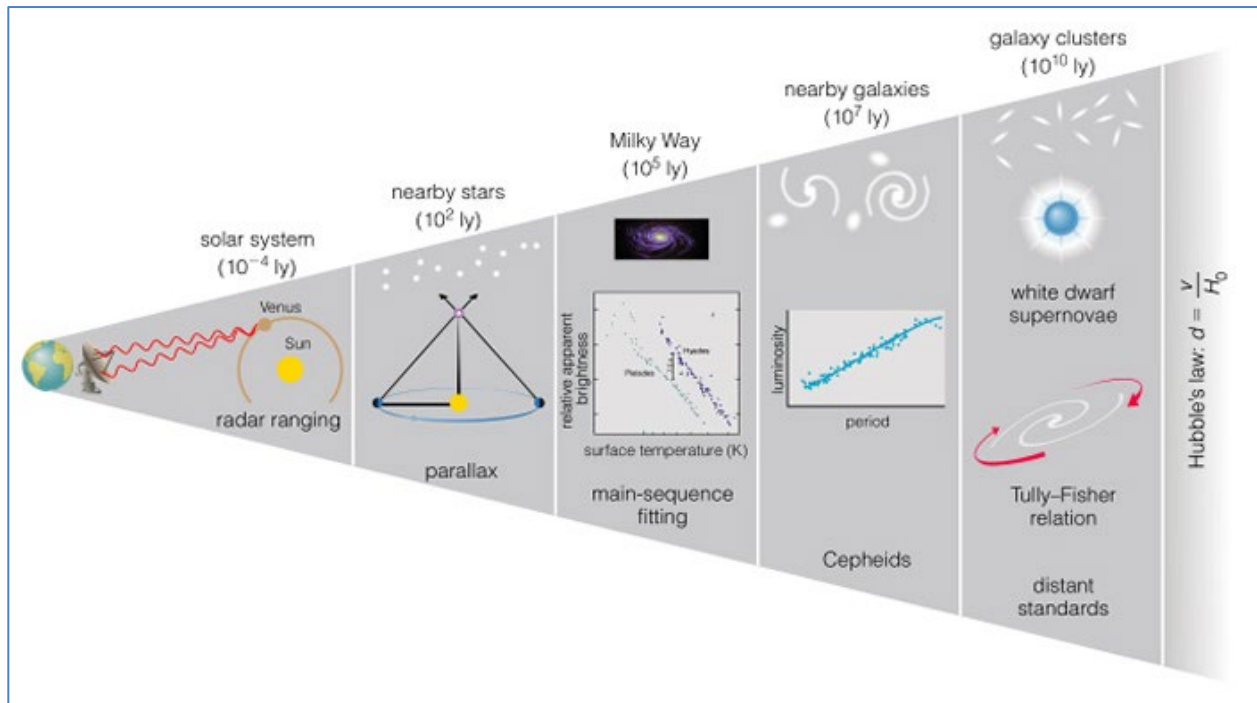 solar system
(10⁻⁴ ly)
Venus
Sun
radar ranging
nearby stars
(10² ly)
parallax
Milky Way
(10⁵ ly)
relative apparent
brightness
Pleiades
Hyades
surface temperature (K)
main-sequence
fitting
nearby galaxies
(10⁷ ly)
luminosity
period
Cepheids
galaxy clusters
(10¹⁰ ly)
white dwarf
supernovae
Tully–Fisher
relation
distant
standards
Hubble's law: d = v/H₀